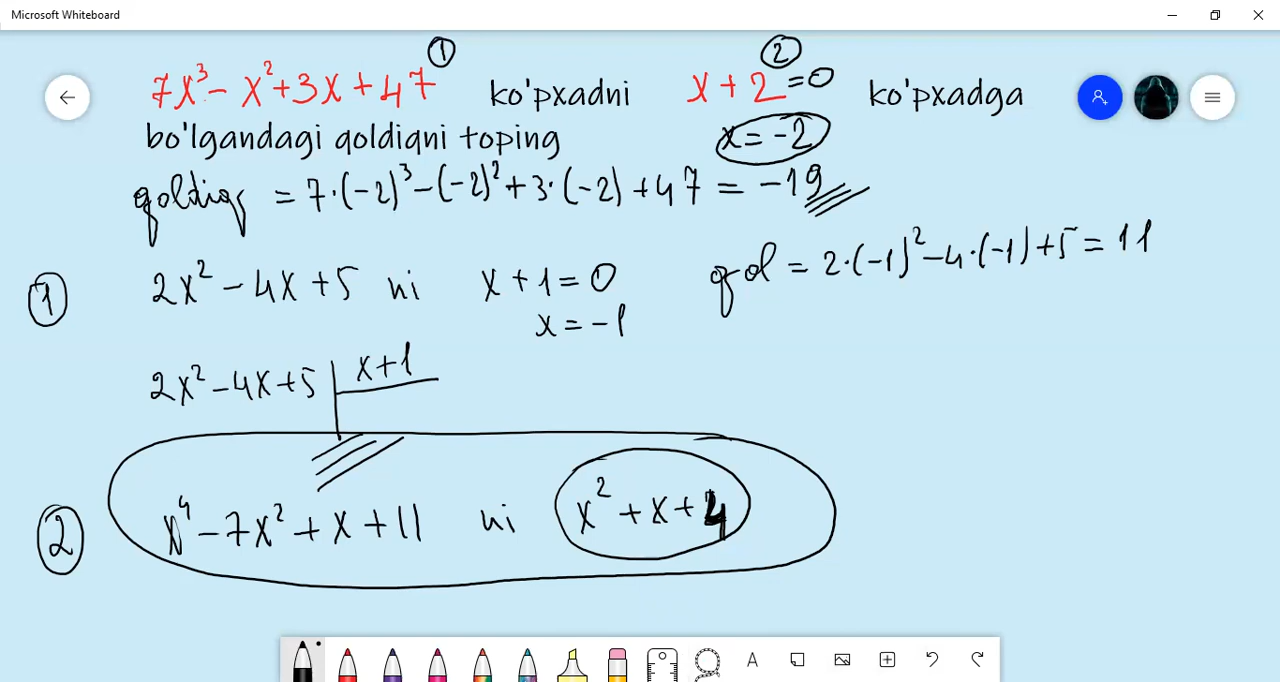 Microsoft Whiteboard
① ②
7x³ - x² + 3x + 47 ko'pxadni x + 2 = 0 ko'pxadga
bo'lgandagi qoldiqni toping x = -2
qoldiq = 7·(-2)³ - (-2)² + 3·(-2) + 47 = -19
① 2x² - 4x + 5 ni x + 1 = 0 qol = 2·(-1)² - 4·(-1) + 5 = 11
x = -1
2x² - 4x + 5 | x + 1
② x⁴ - 7x² + x + 11 ni x² + x + 4
A